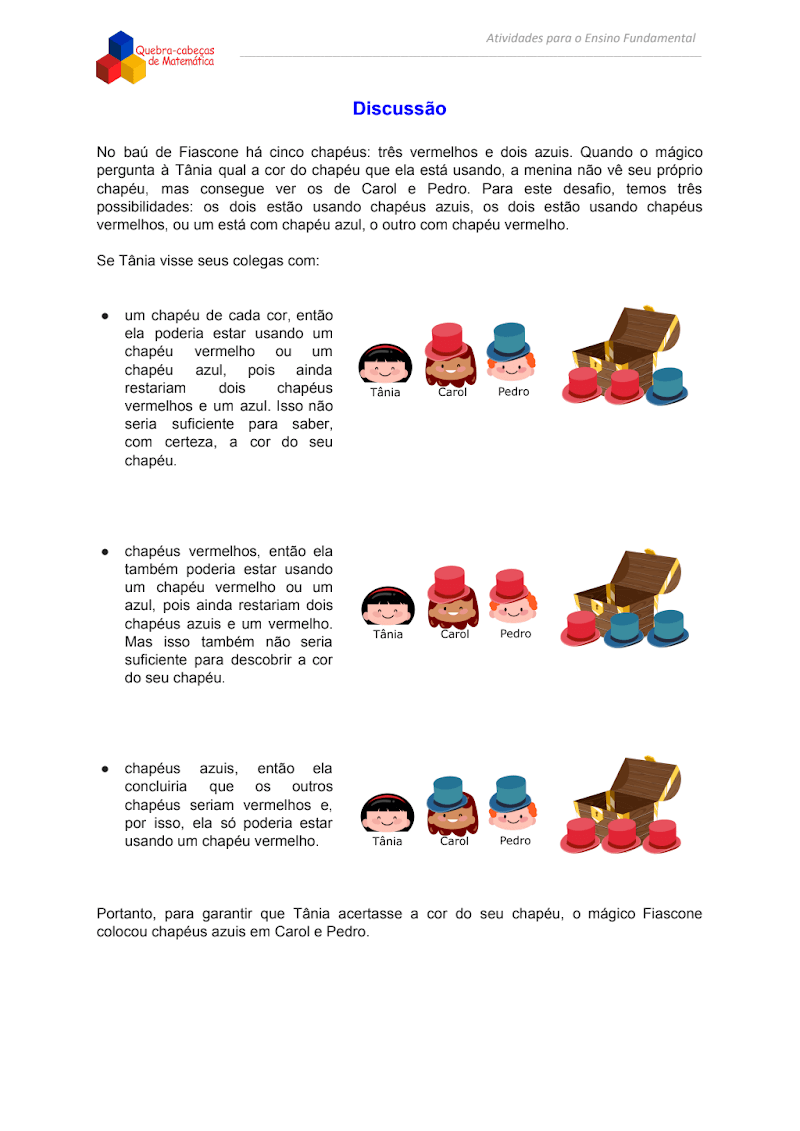 Quebra-cabeças
de Matemática
Atividades para o Ensino Fundamental
Discussão
No baú de Fiascone há cinco chapéus: três vermelhos e dois azuis. Quando o mágico
pergunta à Tânia qual a cor do chapéu que ela está usando, a menina não vê seu próprio
chapéu, mas consegue ver os de Carol e Pedro. Para este desafio, temos três
possibilidades: os dois estão usando chapéus azuis, os dois estão usando chapéus
vermelhos, ou um está com chapéu azul, o outro com chapéu vermelho.
Se Tânia visse seus colegas com:
● um chapéu de cada cor, então
ela poderia estar usando um
chapéu vermelho ou um
chapéu azul, pois ainda
restariam dois chapéus
vermelhos e um azul. Isso não
seria suficiente para saber,
com certeza, a cor do seu
chapéu.
Tânia Carol Pedro
● chapéus vermelhos, então ela
também poderia estar usando
um chapéu vermelho ou um
azul, pois ainda restariam dois
chapéus azuis e um vermelho.
Mas isso também não seria
suficiente para descobrir a cor
do seu chapéu.
Tânia Carol Pedro
● chapéus azuis, então ela
concluiria que os outros
chapéus seriam vermelhos e,
por isso, ela só poderia estar
usando um chapéu vermelho.
Tânia Carol Pedro
Portanto, para garantir que Tânia acertasse a cor do seu chapéu, o mágico Fiascone
colocou chapéus azuis em Carol e Pedro.